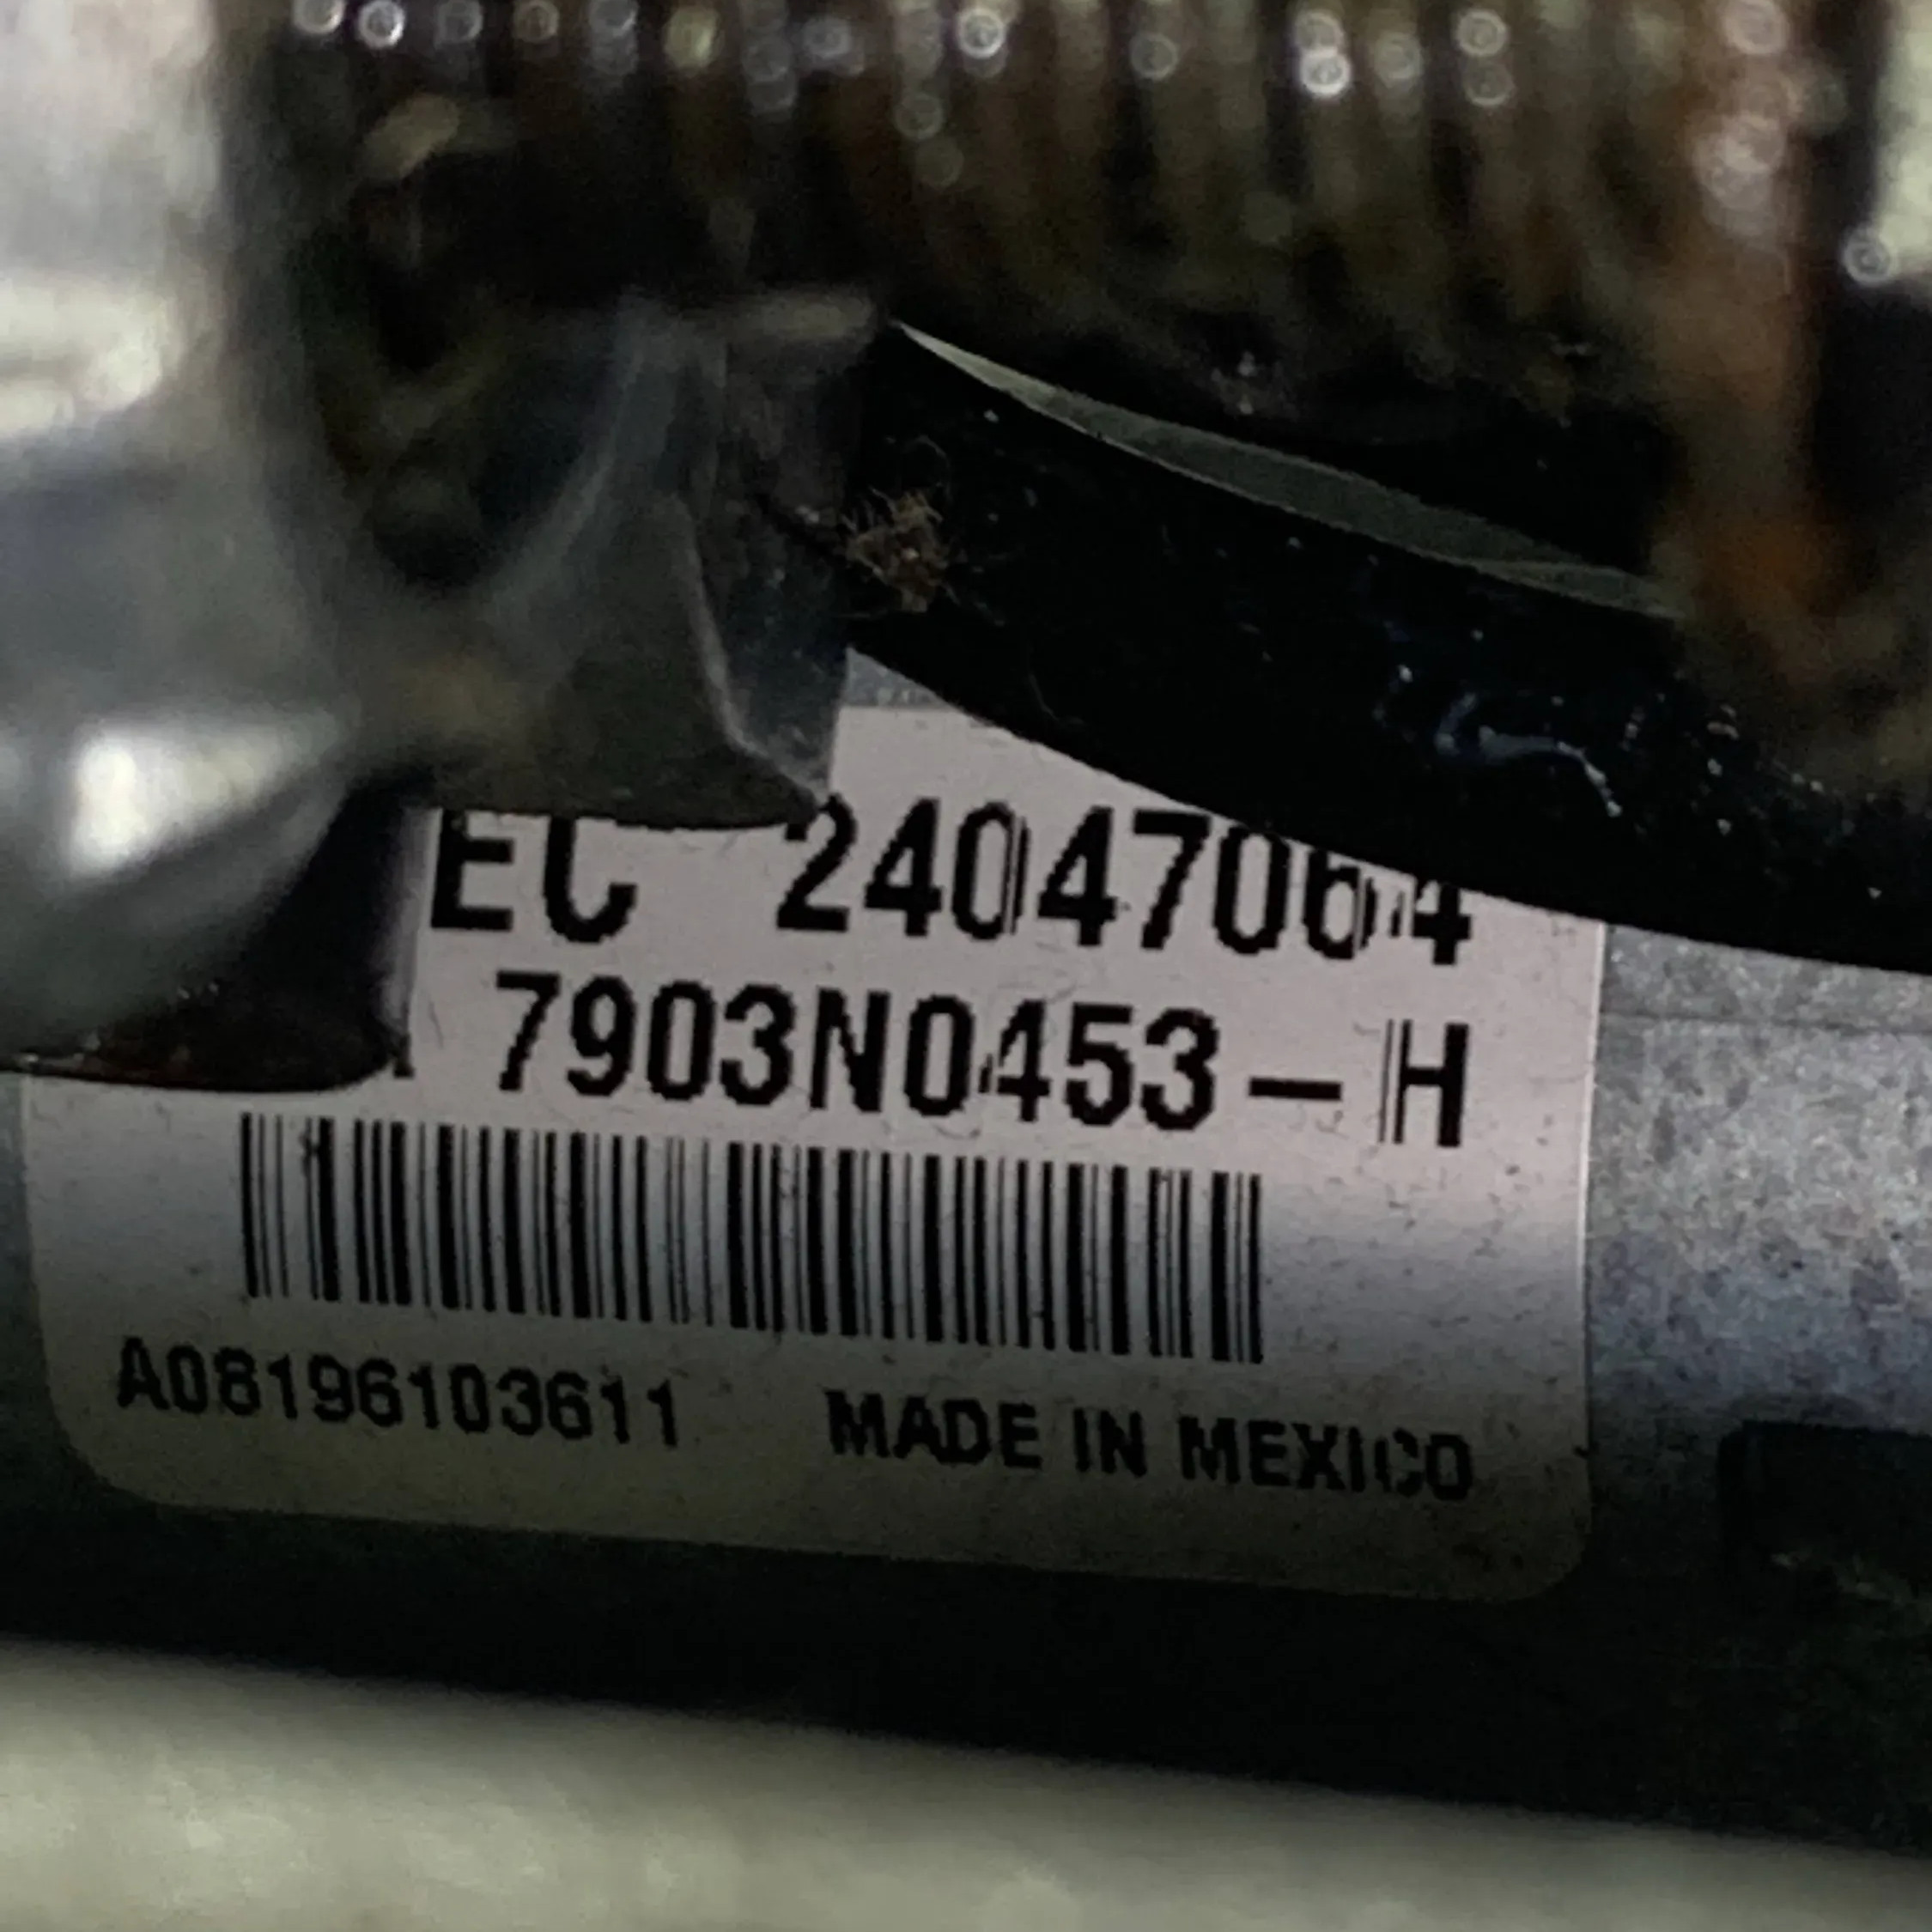 EC 24047064
7903N0453-H
A08196103611 MADE IN MEXICO